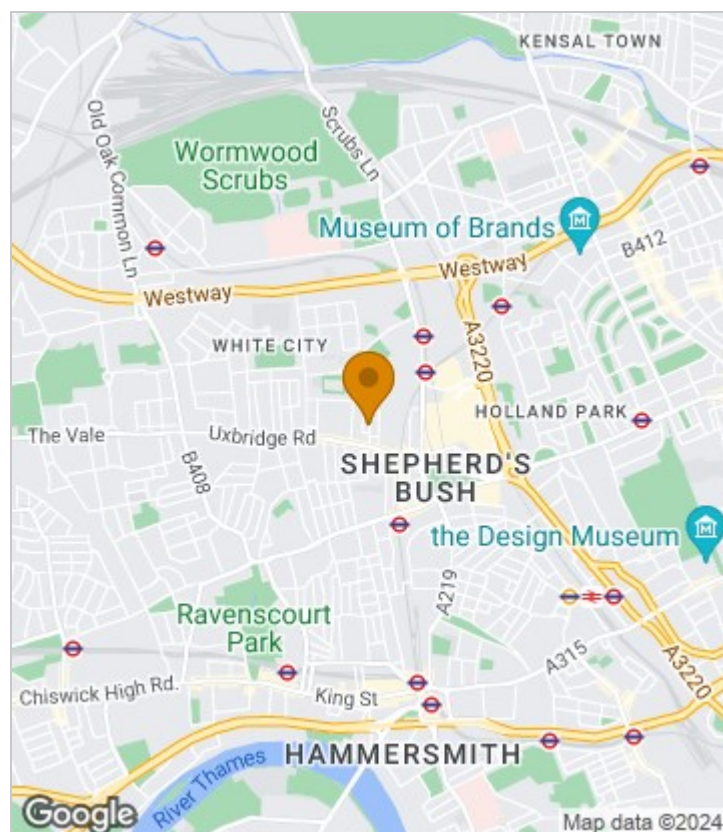 KENSAL TOWN
Old Oak Common Ln
Scrubs Ln
Wormwood
Scrubs
Museum of Brands
B412
Westway
Westway
A3220
WHITE CITY
HOLLAND PARK
The Vale
Uxbridge Rd
B408
SHEPHERD'S
BUSH
the Design Museum
A219
Ravenscourt
Park
A315
Chiswick High Rd.
King St
A3220
HAMMERSMITH
River Thames
Google
Map data ©2024